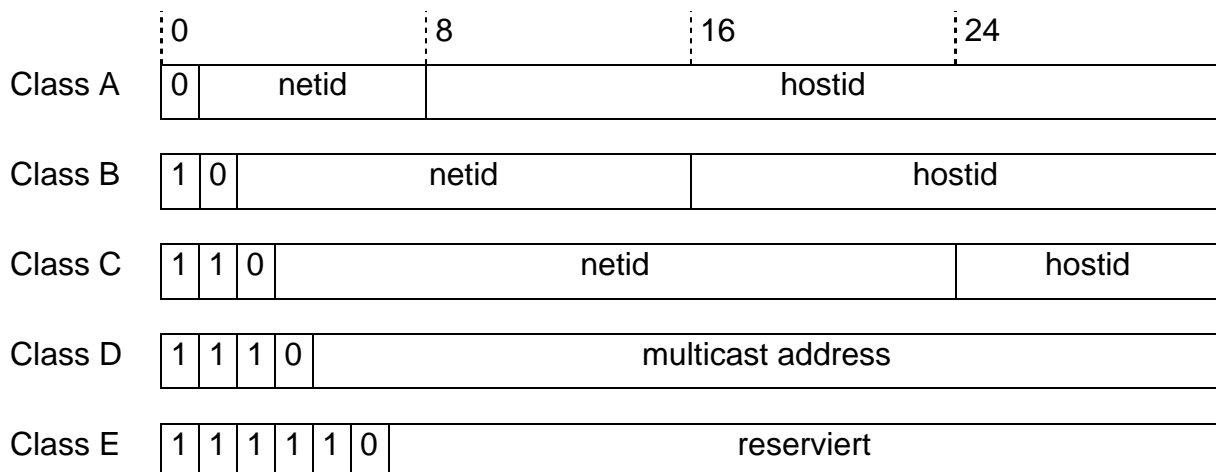 0 8 16 24
Class A 0 netid hostid
Class B 1 0 netid hostid
Class C 1 1 0 netid hostid
Class D 1 1 1 0 multicast address
Class E 1 1 1 1 1 0 reserviert